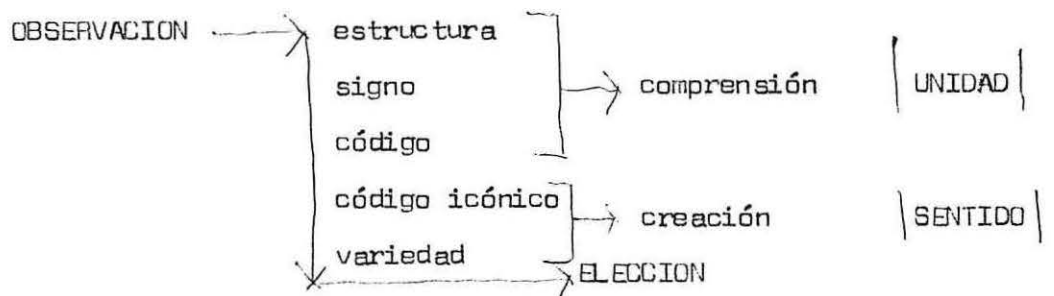 OBSERVACION estructura
signo comprensión UNIDAD
código
código icónico creación SENTIDO
variedad
ELECCION